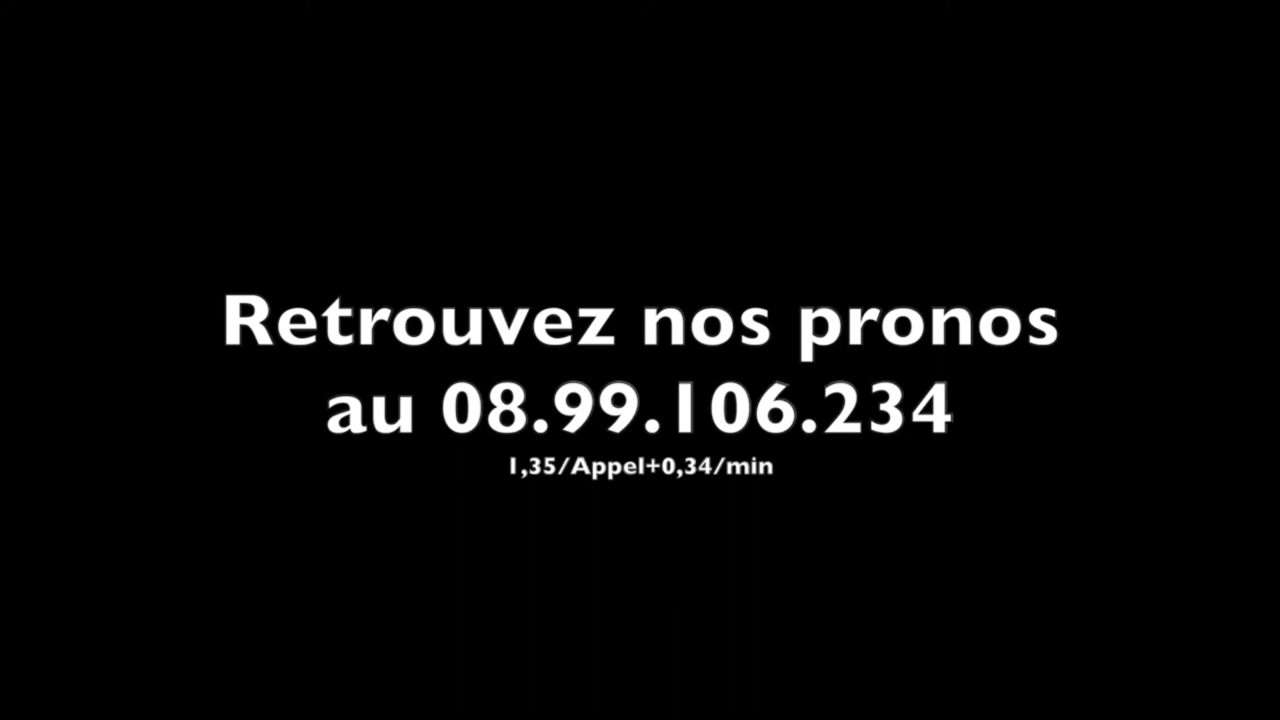 Retrouvez nos pronos
au 08.99.106.234
1,35/Appel+0,34/min